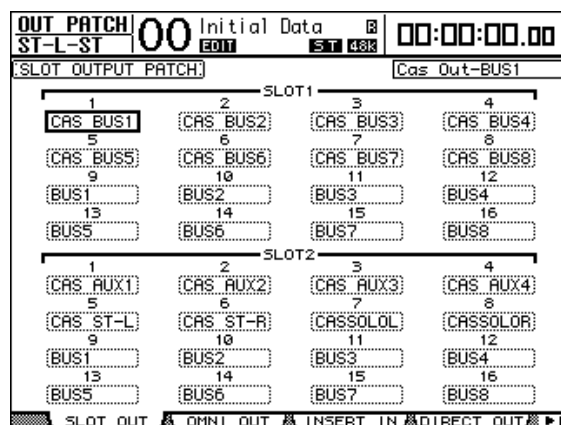 OUT PATCH 00 Initial Data 00:00:00.00
ST-L-ST EDIT ST 48k
SLOT OUTPUT PATCH Cas Out-BUS1
SLOT1
1 2 3 4
CAS BUS1 CAS BUS2 CAS BUS3 CAS BUS4
5 6 7 8
CAS BUS5 CAS BUS6 CAS BUS7 CAS BUS8
9 10 11 12
BUS1 BUS2 BUS3 BUS4
13 14 15 16
BUS5 BUS6 BUS7 BUS8
SLOT2
1 2 3 4
CAS AUX1 CAS AUX2 CAS AUX3 CAS AUX4
5 6 7 8
CAS ST-L CAS ST-R CASSOLOL CASSOLOR
9 10 11 12
BUS1 BUS2 BUS3 BUS4
13 14 15 16
BUS5 BUS6 BUS7 BUS8
SLOT OUT OMNI OUT INSERT IN DIRECT OUT